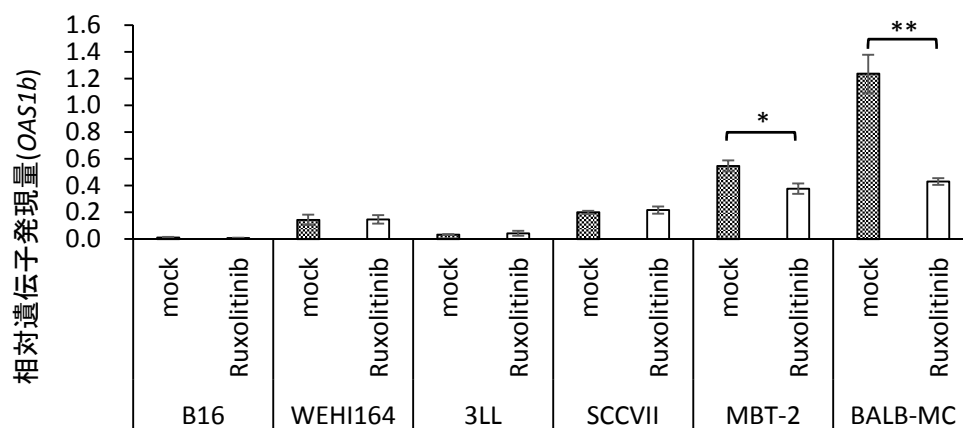 相対遺伝子発現量(OAS1b)
1.6
1.4
1.2
1.0
0.8
0.6
0.4
0.2
0.0
*
**
mock
Ruxolitinib
mock
Ruxolitinib
mock
Ruxolitinib
mock
Ruxolitinib
mock
Ruxolitinib
mock
Ruxolitinib
B16 WEHI164 3LL SCCVII MBT-2 BALB-MC